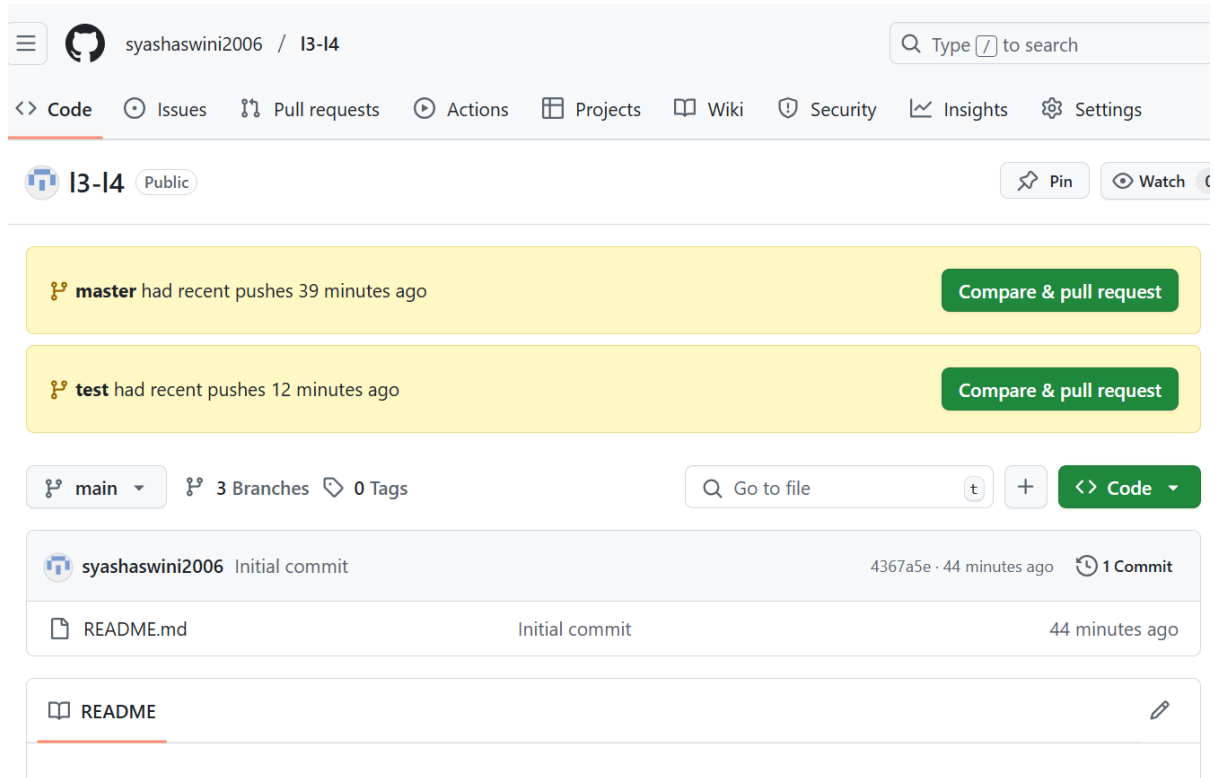 syashaswini2006 / l3-l4
Type / to search
Code Issues Pull requests Actions Projects Wiki Security Insights Settings
l3-l4 Public
Pin Watch 0
master had recent pushes 39 minutes ago Compare & pull request
test had recent pushes 12 minutes ago Compare & pull request
main 3 Branches 0 Tags Go to file t + <> Code
syashaswini2006 Initial commit 4367a5e · 44 minutes ago 1 Commit
README.md Initial commit 44 minutes ago
README